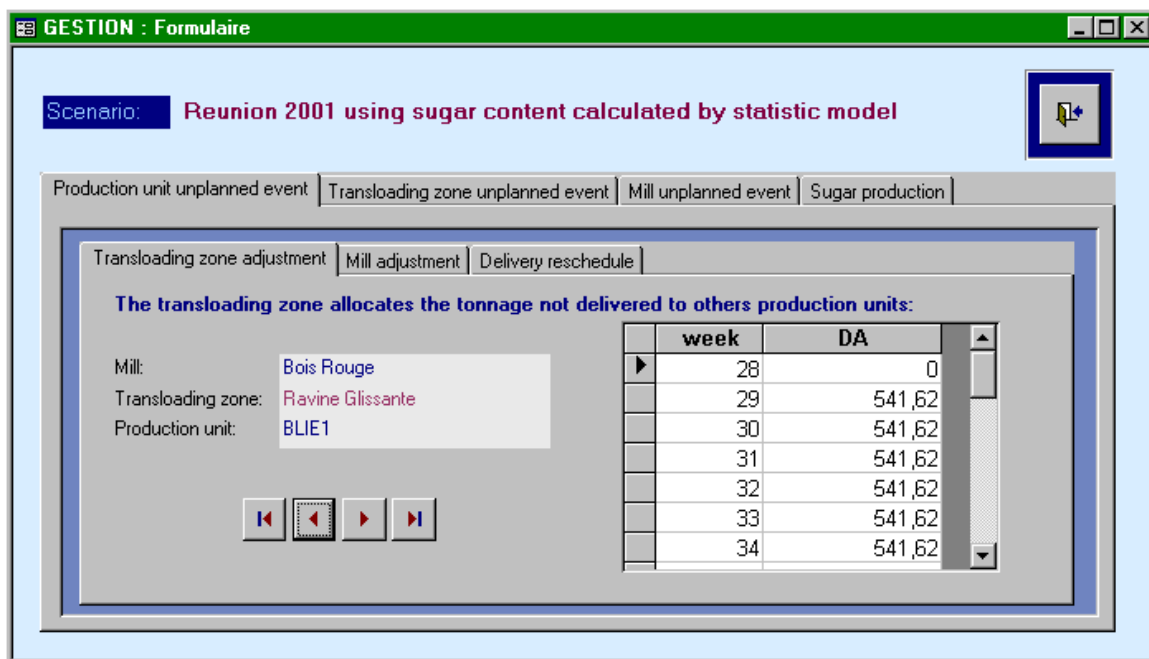 GESTION : Formulaire
Scenario: Reunion 2001 using sugar content calculated by statistic model
Production unit unplanned event Transloading zone unplanned event Mill unplanned event Sugar production
Transloading zone adjustment Mill adjustment Delivery reschedule
The transloading zone allocates the tonnage not delivered to others production units:
Mill: Bois Rouge
Transloading zone: Ravine Glissante
Production unit: BLIE1
week DA
28 0
29 541,62
30 541,62
31 541,62
32 541,62
33 541,62
34 541,62